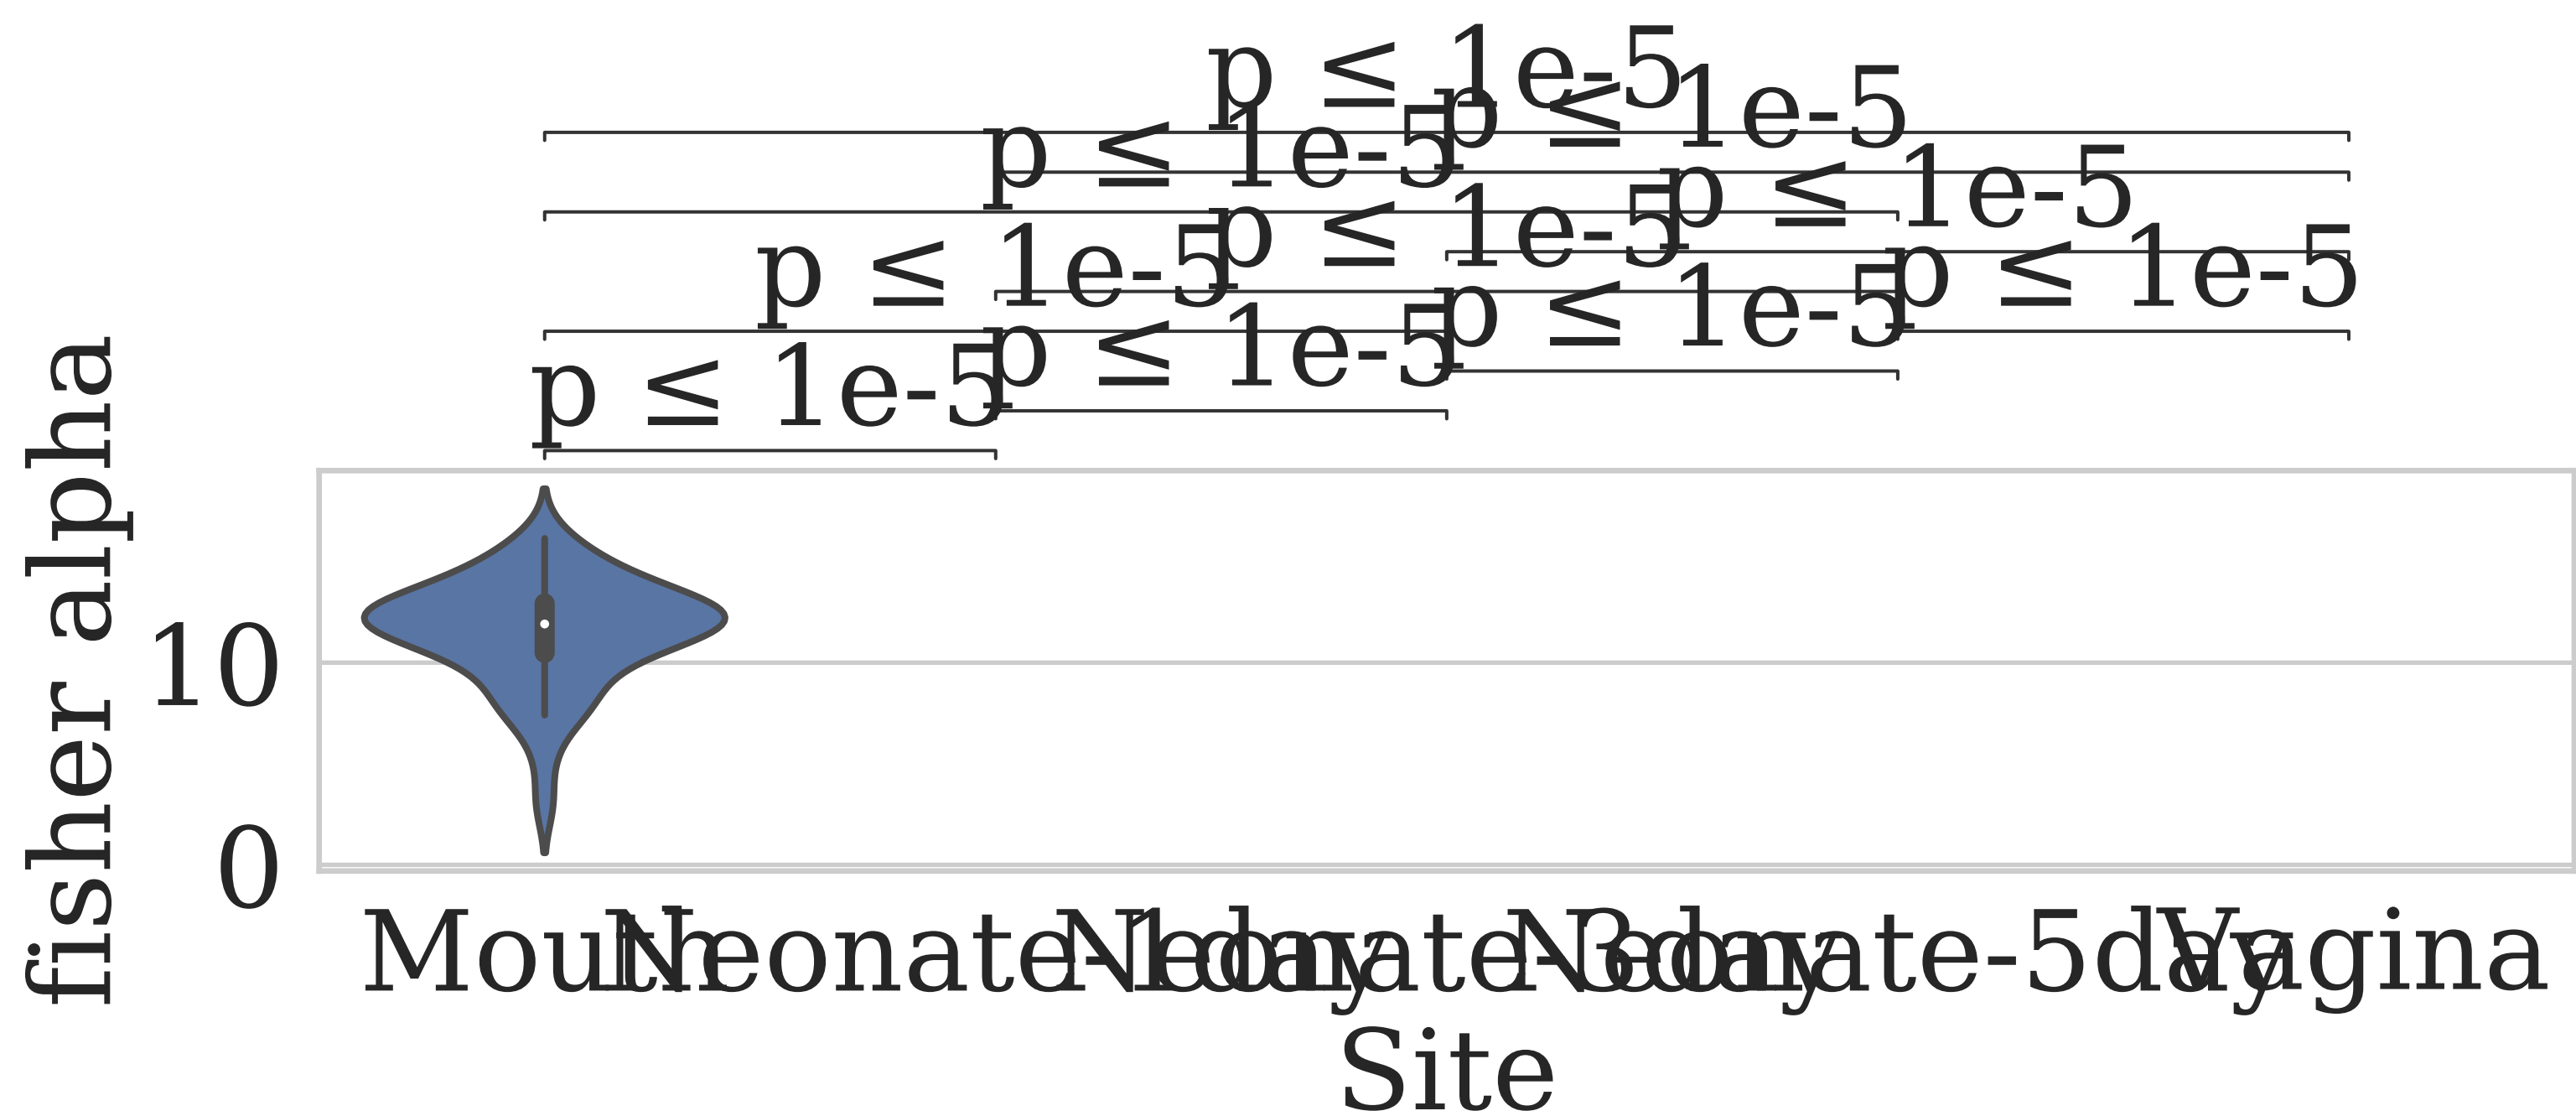 p ≤ 1e-5
p ≤ 1e-5
p ≤ 1e-5
p ≤ 1e-5
p ≤ 1e-5
p ≤ 1e-5
p ≤ 1e-5
p ≤ 1e-5
p ≤ 1e-5
p ≤ 1e-5
fisher alpha
10
0
Mouth
Neonate-1day
Neonate-3day
Neonate-5day
Vagina
Site